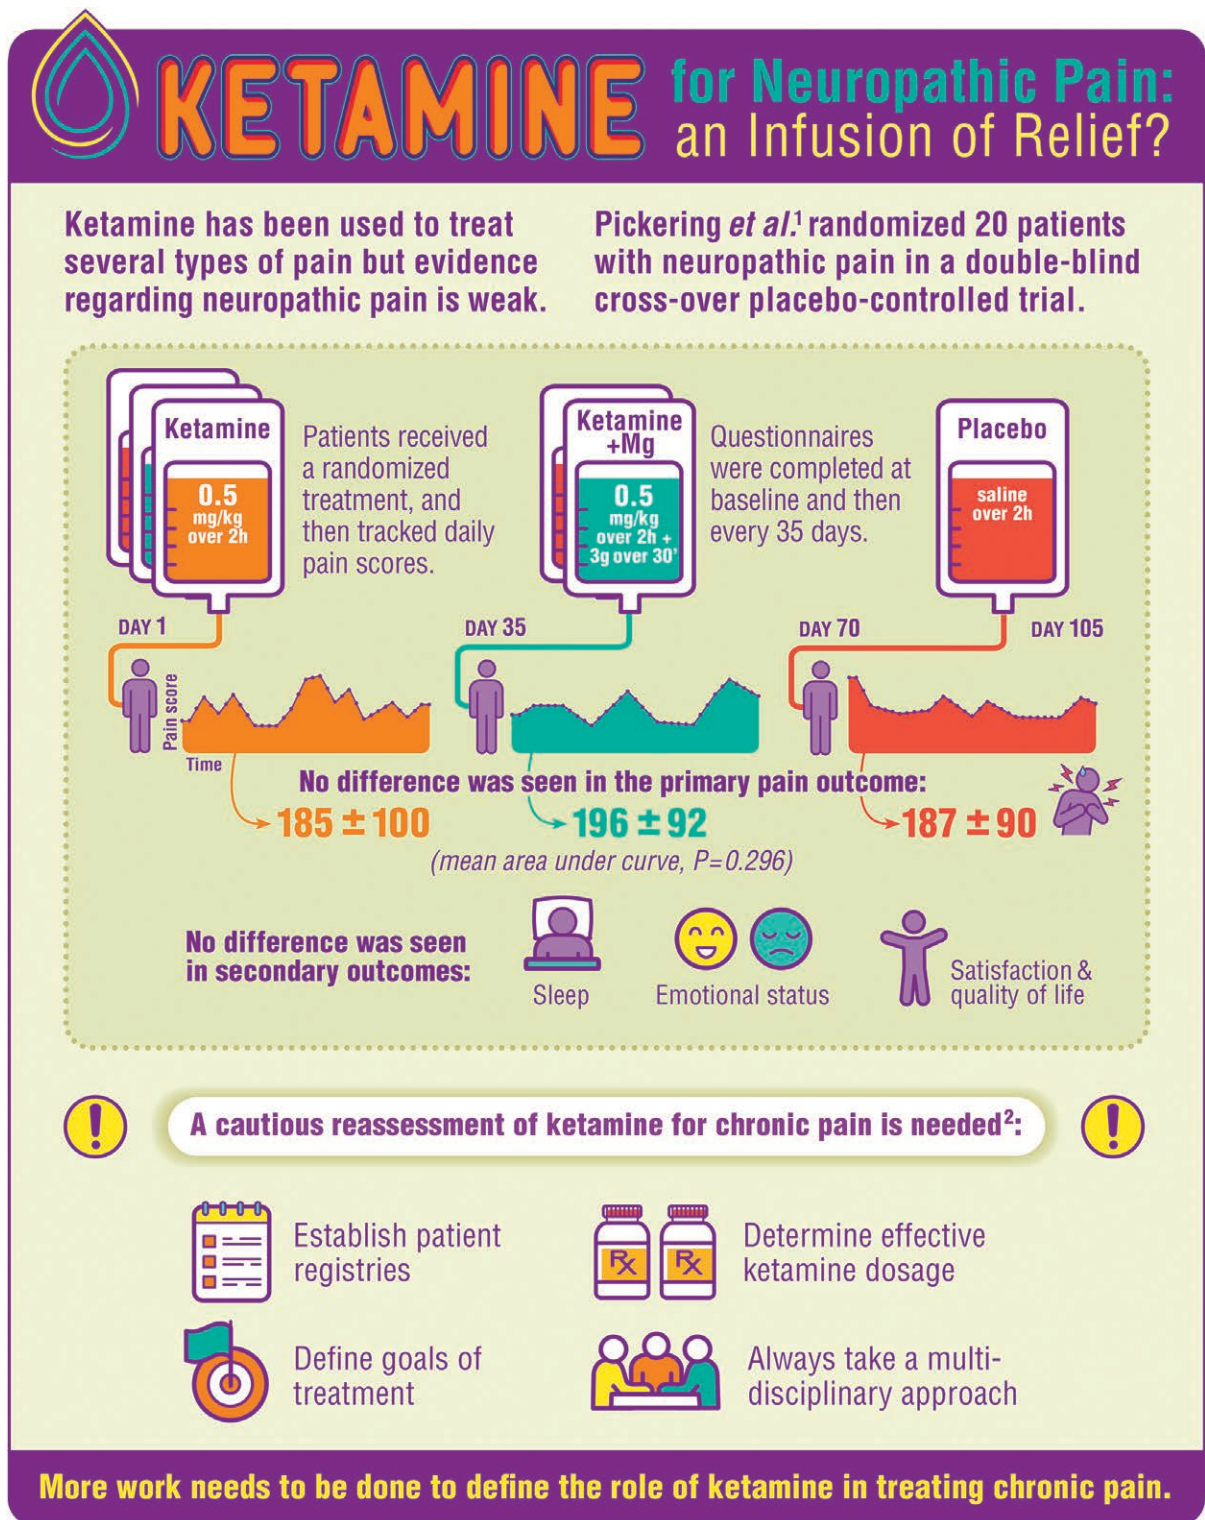 KETAMINE
for Neuropathic Pain:
an Infusion of Relief?
Ketamine has been used to treat
several types of pain but evidence
regarding neuropathic pain is weak.
Pickering et al.¹ randomized 20 patients
with neuropathic pain in a double-blind
cross-over placebo-controlled trial.
Ketamine
0.5
mg/kg
over 2h
Patients received
a randomized
treatment, and
then tracked daily
pain scores.
Ketamine
+Mg
0.5
mg/kg
over 2h +
3g over 30'
Questionnaires
were completed at
baseline and then
every 35 days.
Placebo
saline
over 2h
DAY 1
DAY 35
DAY 70
DAY 105
Pain score
Time
No difference was seen in the primary pain outcome:
185 ± 100
196 ± 92
187 ± 90
(mean area under curve, P=0.296)
No difference was seen
in secondary outcomes:
Sleep
Emotional status
Satisfaction &
quality of life
A cautious reassessment of ketamine for chronic pain is needed²:
Establish patient
registries
Rx
Rx
Determine effective
ketamine dosage
Define goals of
treatment
Always take a multi-
disciplinary approach
More work needs to be done to define the role of ketamine in treating chronic pain.